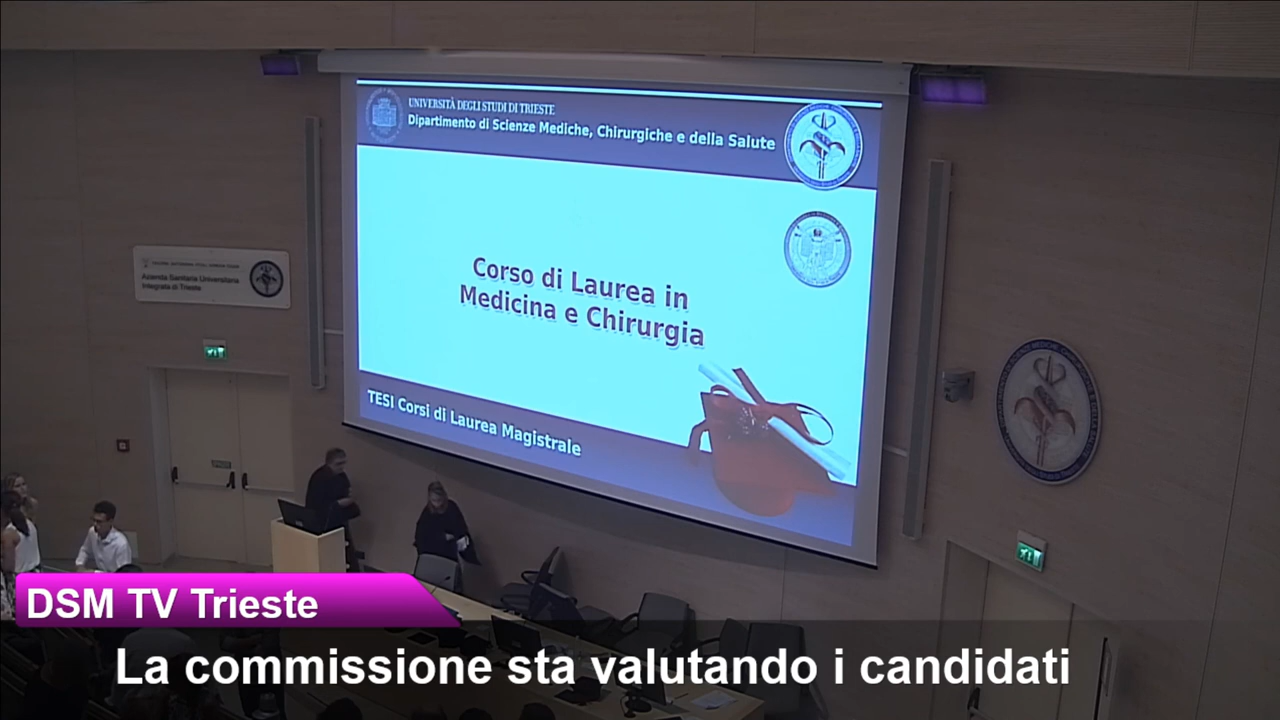 UNIVERSITÀ DEGLI STUDI DI TRIESTE
Dipartimento di Scienze Mediche, Chirurgiche e della Salute
Corso di Laurea in
Medicina e Chirurgia
TESI Corsi di Laurea Magistrale
Azienda Sanitaria Universitaria
Integrata di Trieste
DSM TV Trieste
La commissione sta valutando i candidati